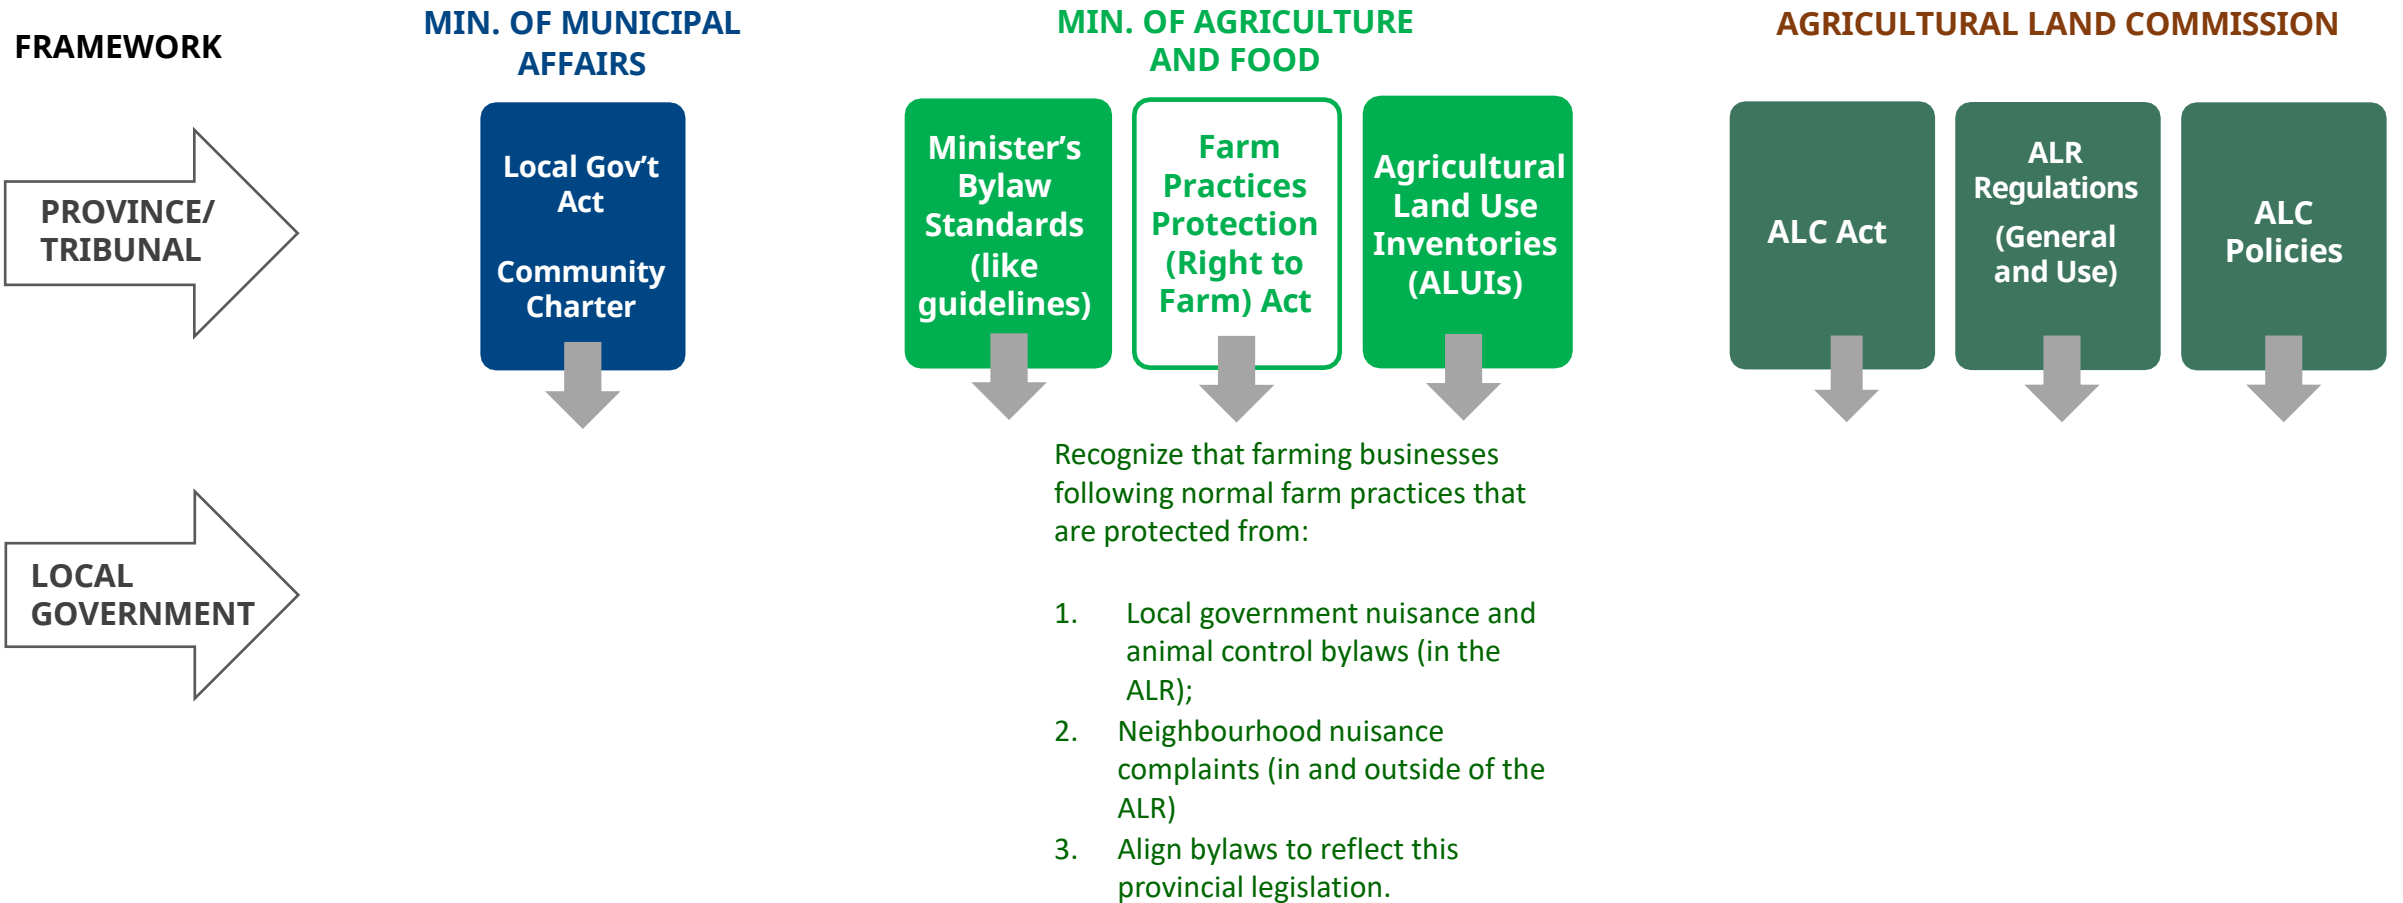 FRAMEWORK
MIN. OF MUNICIPAL
AFFAIRS
MIN. OF AGRICULTURE
AND FOOD
AGRICULTURAL LAND COMMISSION
PROVINCE/
TRIBUNAL
Local Gov’t
Act
Community
Charter
Minister’s
Bylaw
Standards
(like
guidelines)
Farm
Practices
Protection
(Right to
Farm) Act
Agricultural
Land Use
Inventories
(ALUIs)
ALC Act
ALR
Regulations
(General
and Use)
ALC
Policies
LOCAL
GOVERNMENT
Recognize that farming businesses
following normal farm practices that
are protected from:
1. Local government nuisance and
animal control bylaws (in the
ALR);
2. Neighbourhood nuisance
complaints (in and outside of the
ALR)
3. Align bylaws to reflect this
provincial legislation.